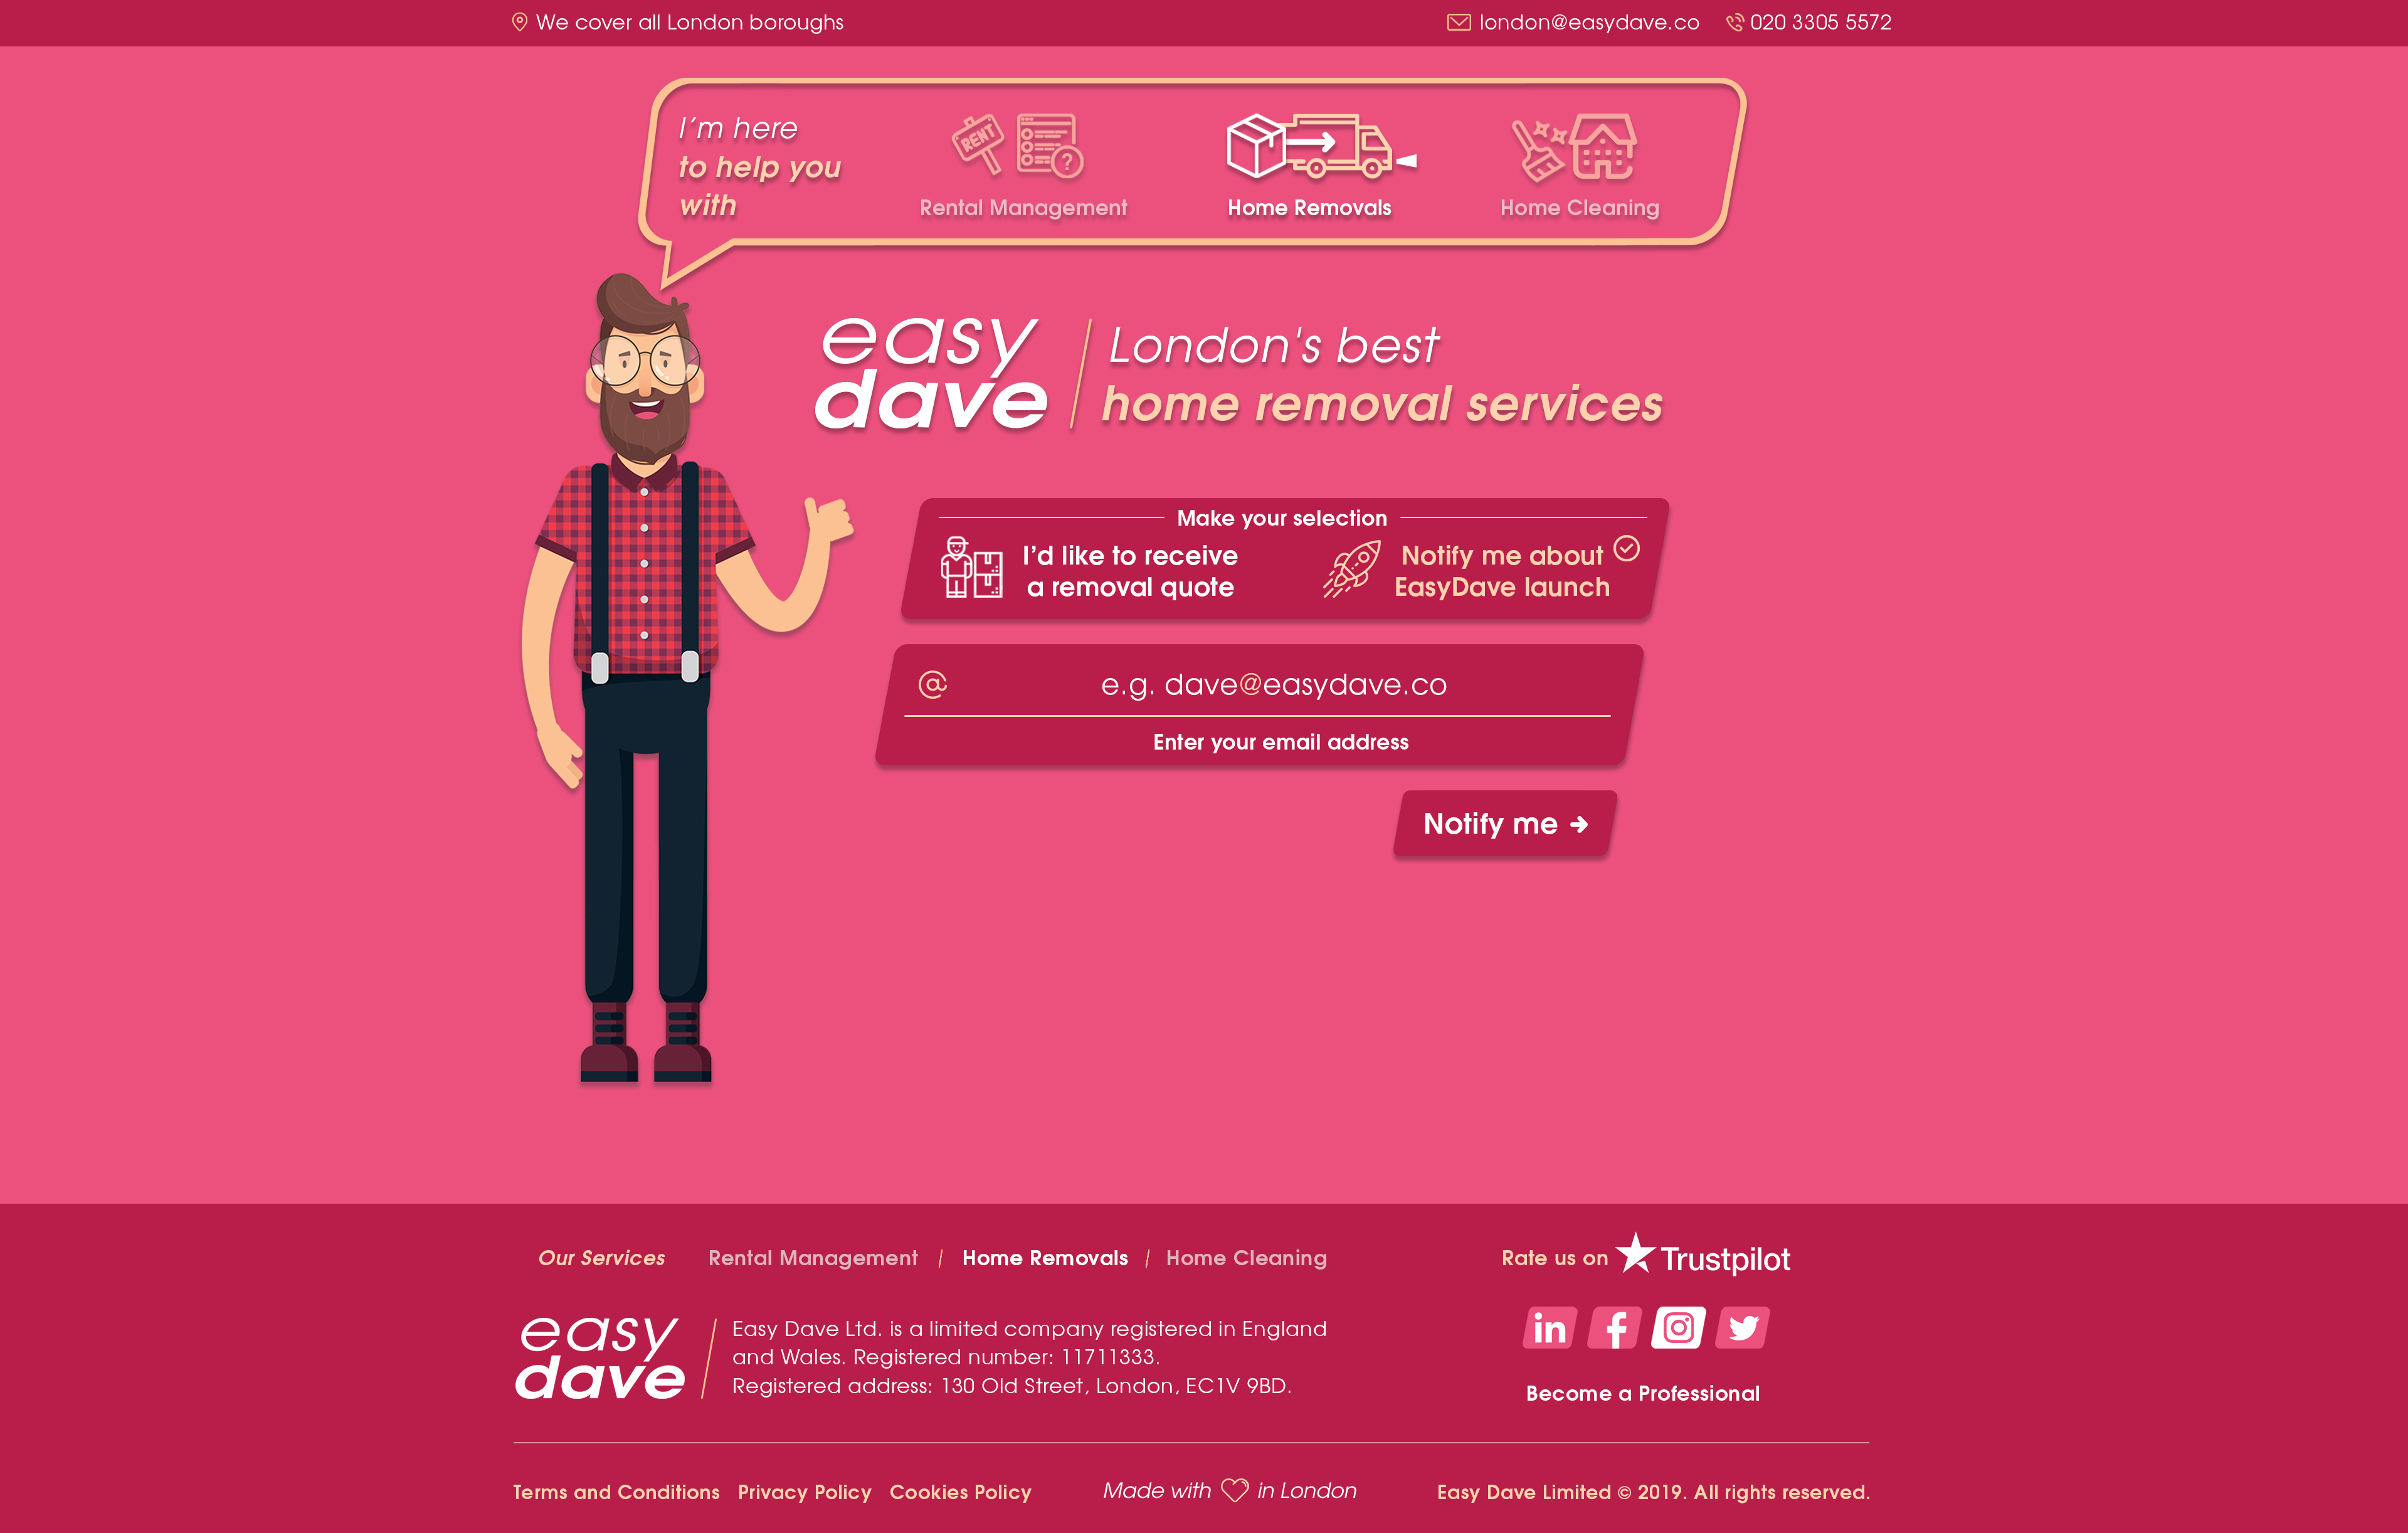 We cover all London boroughs
london@easydave.co
020 3305 5572
I'm here
to help you
with
RENT
?
Rental Management
Home Removals
Home Cleaning
easy
dave
London's best
home removal services
Make your selection
I'd like to receive
a removal quote
Notify me about
EasyDave launch
@ e.g. dave@easydave.co
Enter your email address
Notify me
Our Services
Rental Management / Home Removals / Home Cleaning
Rate us on Trustpilot
easy
dave
Easy Dave Ltd. is a limited company registered in England
and Wales. Registered number: 11711333.
Registered address: 130 Old Street, London, EC1V 9BD.
in f
Become a Professional
Terms and Conditions Privacy Policy Cookies Policy
Made with in London
Easy Dave Limited © 2019. All rights reserved.